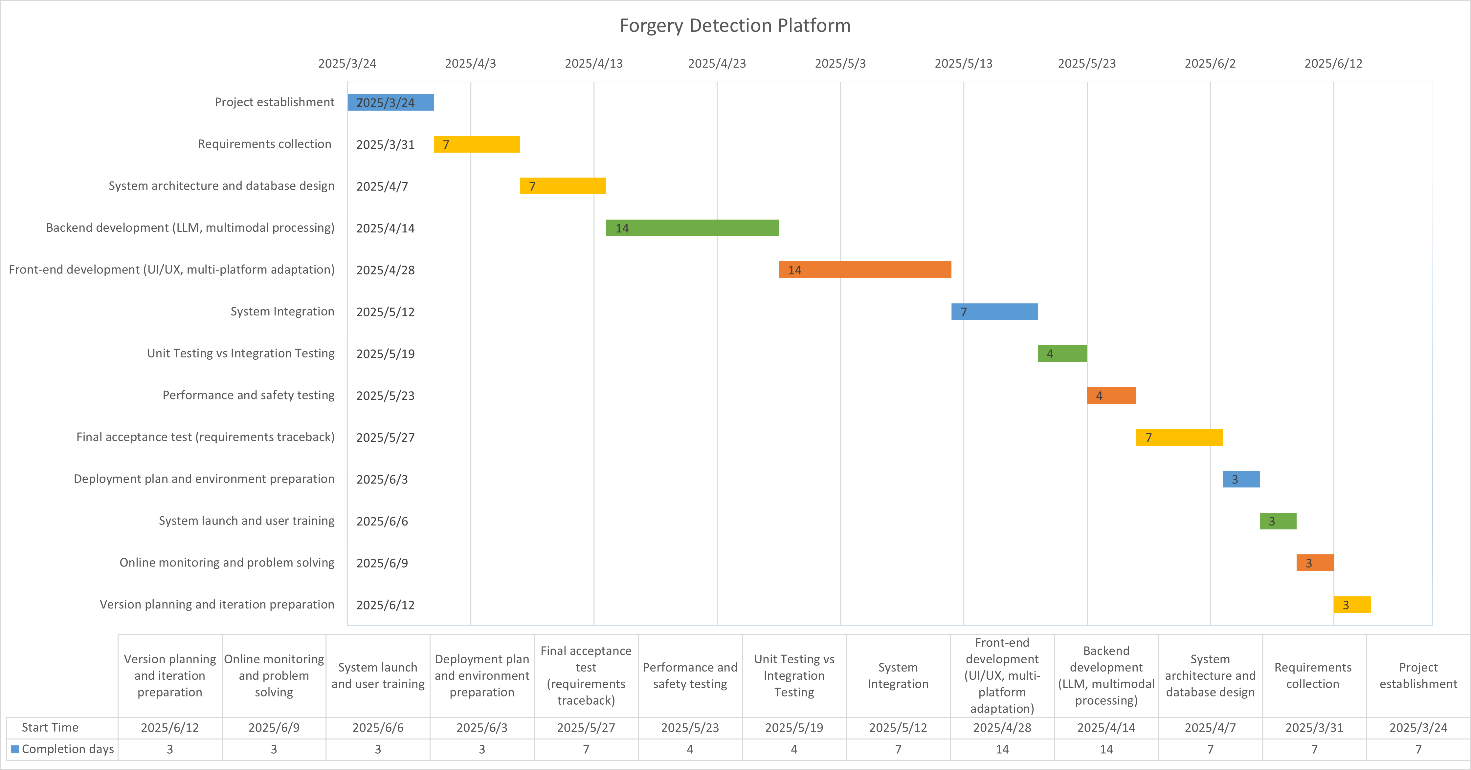 Forgery Detection Platform
2025/3/24 2025/4/3 2025/4/13 2025/4/23 2025/5/3 2025/5/13 2025/5/23 2025/6/2 2025/6/12
Project establishment 2025/3/24 7
Requirements collection 2025/3/31 7
System architecture and database design 2025/4/7 7
Backend development (LLM, multimodal processing) 2025/4/14 14
Front-end development (UI/UX, multi-platform adaptation) 2025/4/28 14
System Integration 2025/5/12 7
Unit Testing vs Integration Testing 2025/5/19 4
Performance and safety testing 2025/5/23 4
Final acceptance test (requirements traceback) 2025/5/27 7
Deployment plan and environment preparation 2025/6/3 3
System launch and user training 2025/6/6 3
Online monitoring and problem solving 2025/6/9 3
Version planning and iteration preparation 2025/6/12 3
Version planning
and iteration
preparation
Online monitoring
and problem
solving
System launch
and user training
Deployment plan
and environment
preparation
Final acceptance
test
(requirements
traceback)
Performance and
safety testing
Unit Testing vs
Integration
Testing
System
Integration
Front-end
development
(UI/UX, multi-
platform
adaptation)
Backend
development
(LLM, multimodal
processing)
System
architecture and
database design
Requirements
collection
Project
establishment
Start Time 2025/6/12 2025/6/9 2025/6/6 2025/6/3 2025/5/27 2025/5/23 2025/5/19 2025/5/12 2025/4/28 2025/4/14 2025/4/7 2025/3/31 2025/3/24
Completion days 3 3 3 3 7 4 4 7 14 14 7 7 7